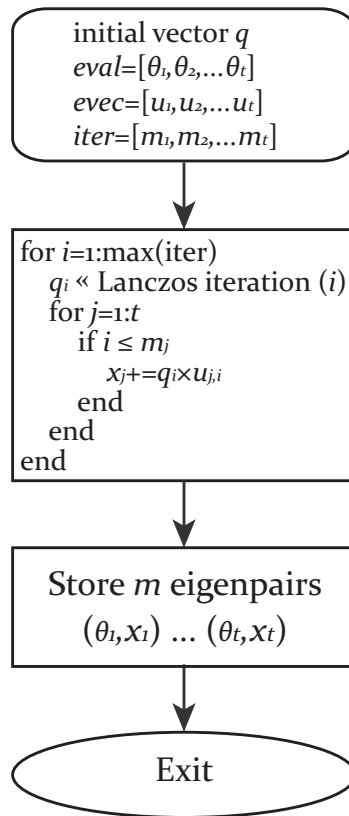 initial vector q
eval=[θ₁,θ₂,...θₜ]
evec=[u₁,u₂,...uₜ]
iter=[m₁,m₂,...mₜ]
for i=1:max(iter)
qᵢ « Lanczos iteration (i)
for j=1:t
if i ≤ mⱼ
xⱼ+=qᵢ×uⱼ,ᵢ
end
end
end
Store m eigenpairs
(θ₁,x₁) ... (θₜ,xₜ)
Exit